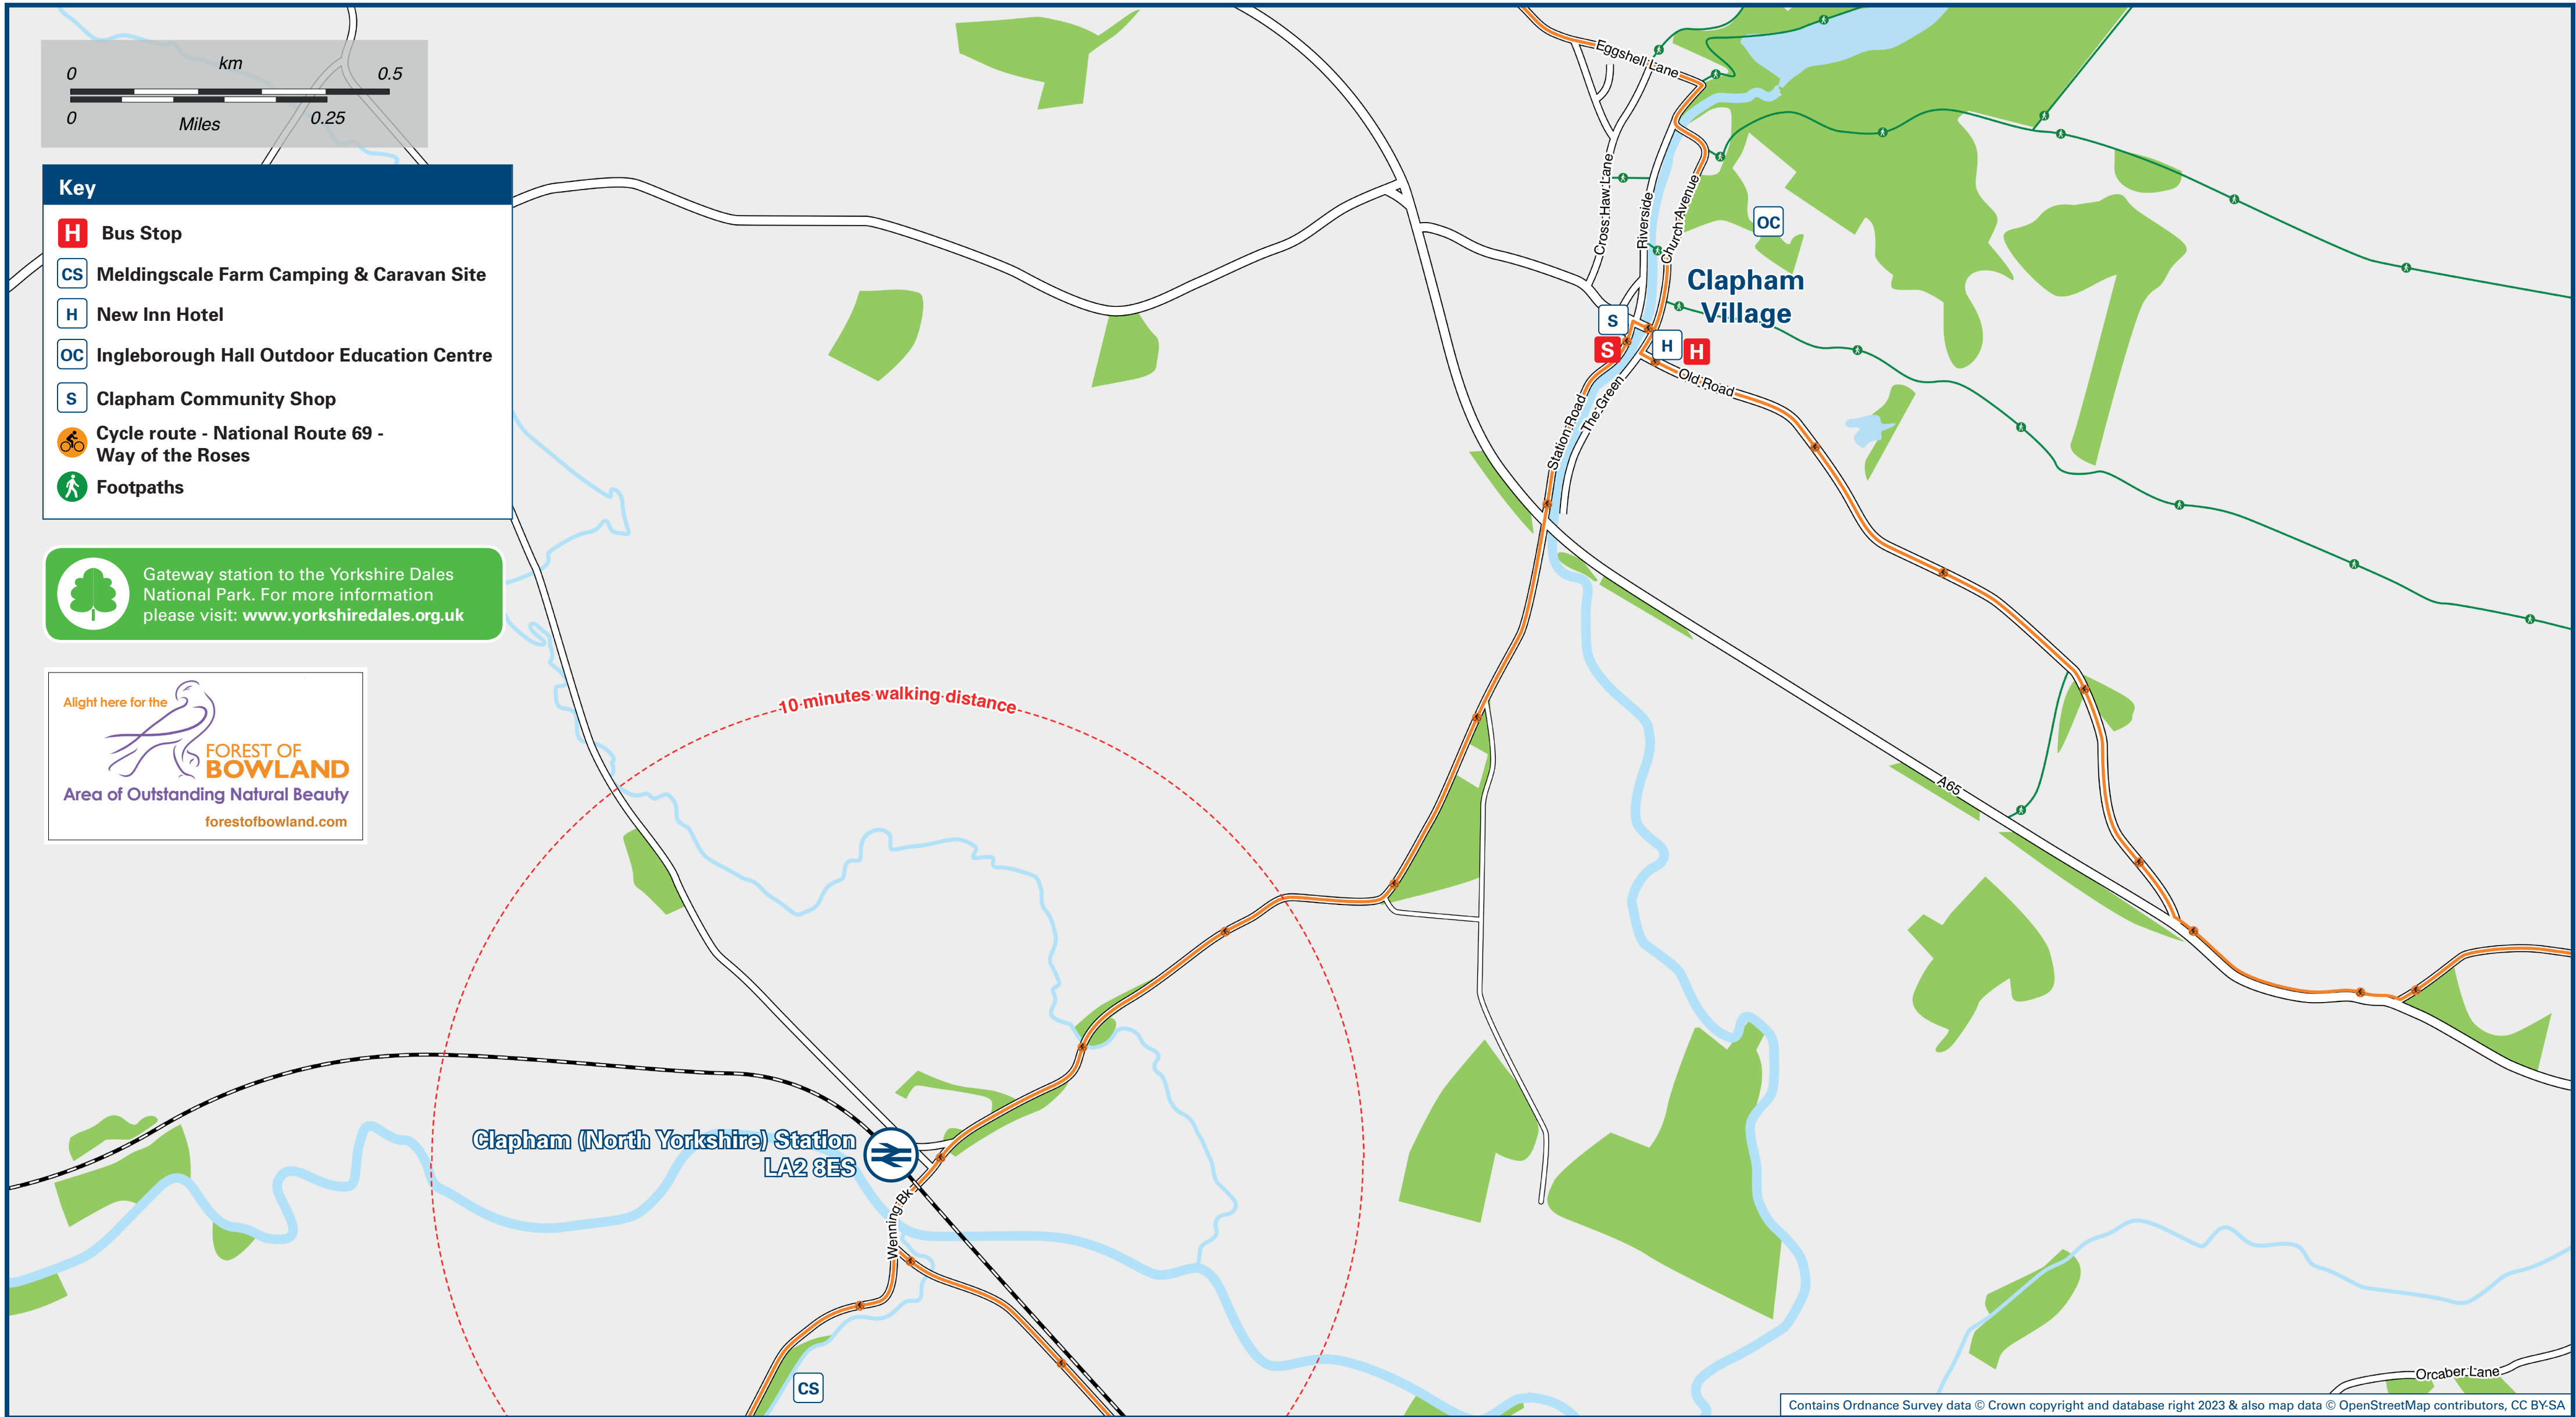 km
0 0.5
0 0.25
Miles
Key
H Bus Stop
CS Meldingscale Farm Camping & Caravan Site
H New Inn Hotel
OC Ingleborough Hall Outdoor Education Centre
S Clapham Community Shop
Cycle route - National Route 69 -
Way of the Roses
Footpaths
Gateway station to the Yorkshire Dales
National Park. For more information
please visit: www.yorkshiredales.org.uk
Alight here for the
FOREST OF
BOWLAND
Area of Outstanding Natural Beauty
forestofbowland.com
Eggshell Lane
Cross Haw Lane
Riverside
Church Avenue
OC
Clapham
Village
S
S
H
H
Old Road
The Green
Station Road
10 minutes walking distance
A65
Clapham (North Yorkshire) Station
LA2 8ES
Wenning Bk
CS
Orcaber Lane
Contains Ordnance Survey data © Crown copyright and database right 2023 & also map data © OpenStreetMap contributors, CC BY-SA